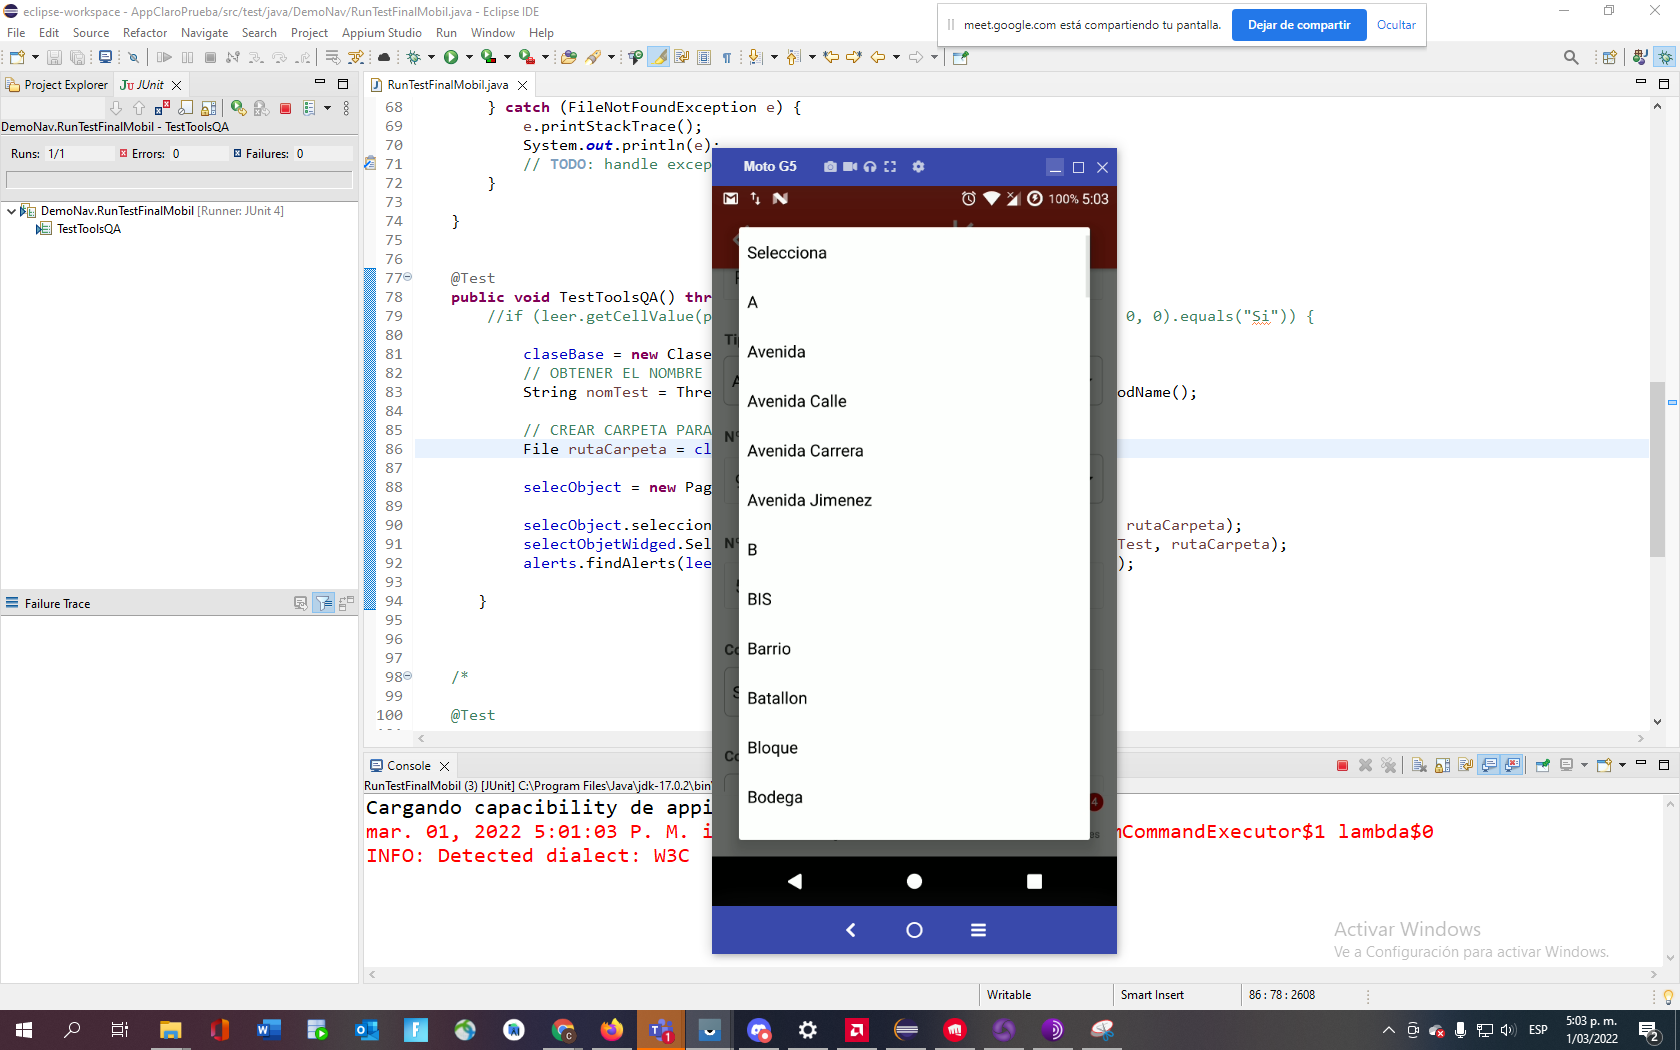 eclipse-workspace - AppClaroPrueba/src/test/java/DemoNav/RunTestFinalMobil.java - Eclipse IDE
meet.google.com está compartiendo tu pantalla. Dejar de compartir Ocultar
File Edit Source Refactor Navigate Search Project Appium Studio Run Window Help
Project Explorer JUnit
DemoNav.RunTestFinalMobil - TestToolsQA
Runs: 1/1 Errors: 0 Failures: 0
DemoNav.RunTestFinalMobil [Runner: JUnit 4]
TestToolsQA
Failure Trace
RunTestFinalMobil.java
68 } catch (FileNotFoundException e) {
69 e.printStackTrace();
70 System.out.println(e);
71 // TODO: handle excep
72 }
73
74 }
75
76
77 @Test
78 public void TestToolsQA() thr
79 //if (leer.getCellValue(p 0, 0).equals("Si")) {
80
81 claseBase = new Clase
82 // OBTENER EL NOMBRE
83 String nomTest = Thre odName();
84
85 // CREAR CARPETA PARA
86 File rutaCarpeta = cl
87
88 selecObject = new Pag
89
90 selecObject.seleccion rutaCarpeta);
91 selectObjetWidged.Sel Test, rutaCarpeta);
92 alerts.findAlerts(lee );
93
94 }
95
96
97
98 /*
99
100 @Test
Moto G5
100% 5:03
Selecciona
A
Avenida
Avenida Calle
Avenida Carrera
Avenida Jimenez
B
BIS
Barrio
Batallon
Bloque
Bodega
4
es
Console
RunTestFinalMobil (3) [JUnit] C:\Program Files\Java\jdk-17.0.2\bin\
Cargando capacibility de appi
mar. 01, 2022 5:01:03 P. M. i mCommandExecutor$1 lambda$0
INFO: Detected dialect: W3C
Activar Windows
Ve a Configuración para activar Windows.
Writable Smart Insert 86 : 78 : 2608
ESP
5:03 p. m.
1/03/2022
2